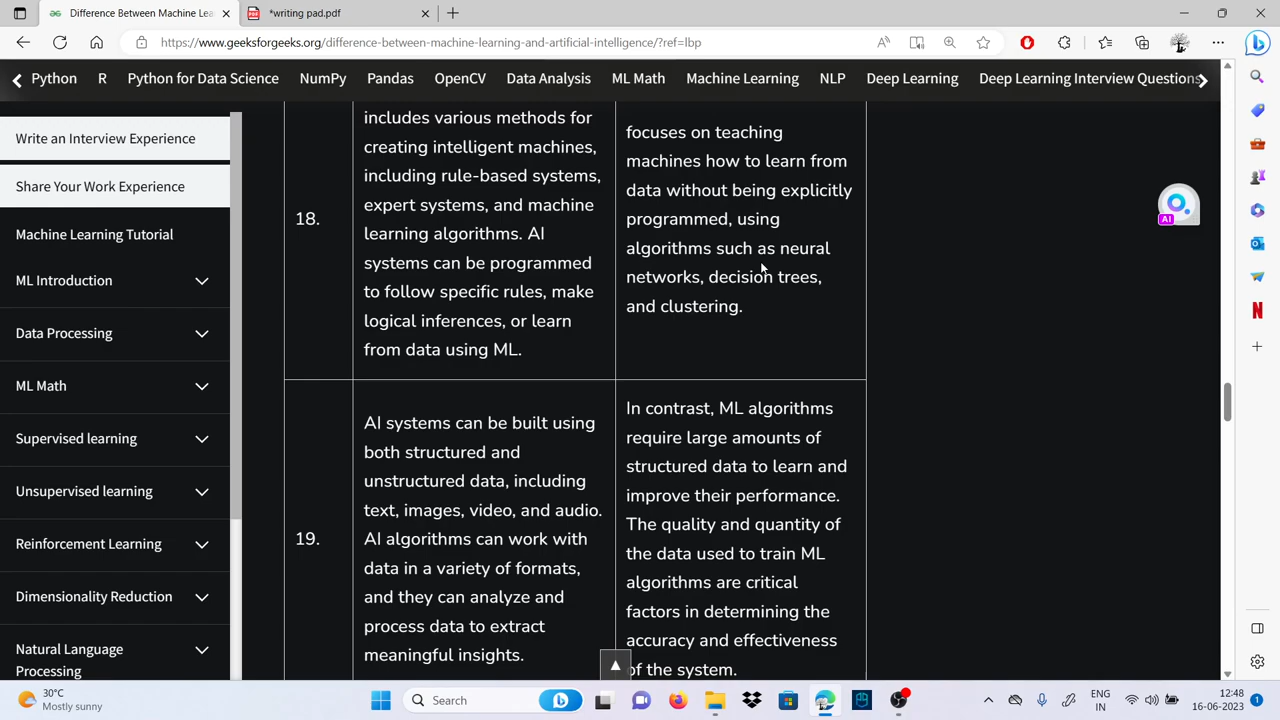 Difference Between Machine Lea
*writing pad.pdf
https://www.geeksforgeeks.org/difference-between-machine-learning-and-artificial-intelligence/?ref=lbp
Python
R
Python for Data Science
NumPy
Pandas
OpenCV
Data Analysis
ML Math
Machine Learning
NLP
Deep Learning
Deep Learning Interview Questions
Write an Interview Experience
Share Your Work Experience
Machine Learning Tutorial
ML Introduction
Data Processing
ML Math
Supervised learning
Unsupervised learning
Reinforcement Learning
Dimensionality Reduction
Natural Language
Processing
18.
includes various methods for
creating intelligent machines,
including rule-based systems,
expert systems, and machine
learning algorithms. AI
systems can be programmed
to follow specific rules, make
logical inferences, or learn
from data using ML.
focuses on teaching
machines how to learn from
data without being explicitly
programmed, using
algorithms such as neural
networks, decision trees,
and clustering.
19.
AI systems can be built using
both structured and
unstructured data, including
text, images, video, and audio.
AI algorithms can work with
data in a variety of formats,
and they can analyze and
process data to extract
meaningful insights.
In contrast, ML algorithms
require large amounts of
structured data to learn and
improve their performance.
The quality and quantity of
the data used to train ML
algorithms are critical
factors in determining the
accuracy and effectiveness
of the system.
AI
30°C
Mostly sunny
Search
ENG
IN
12:48
16-06-2023
1